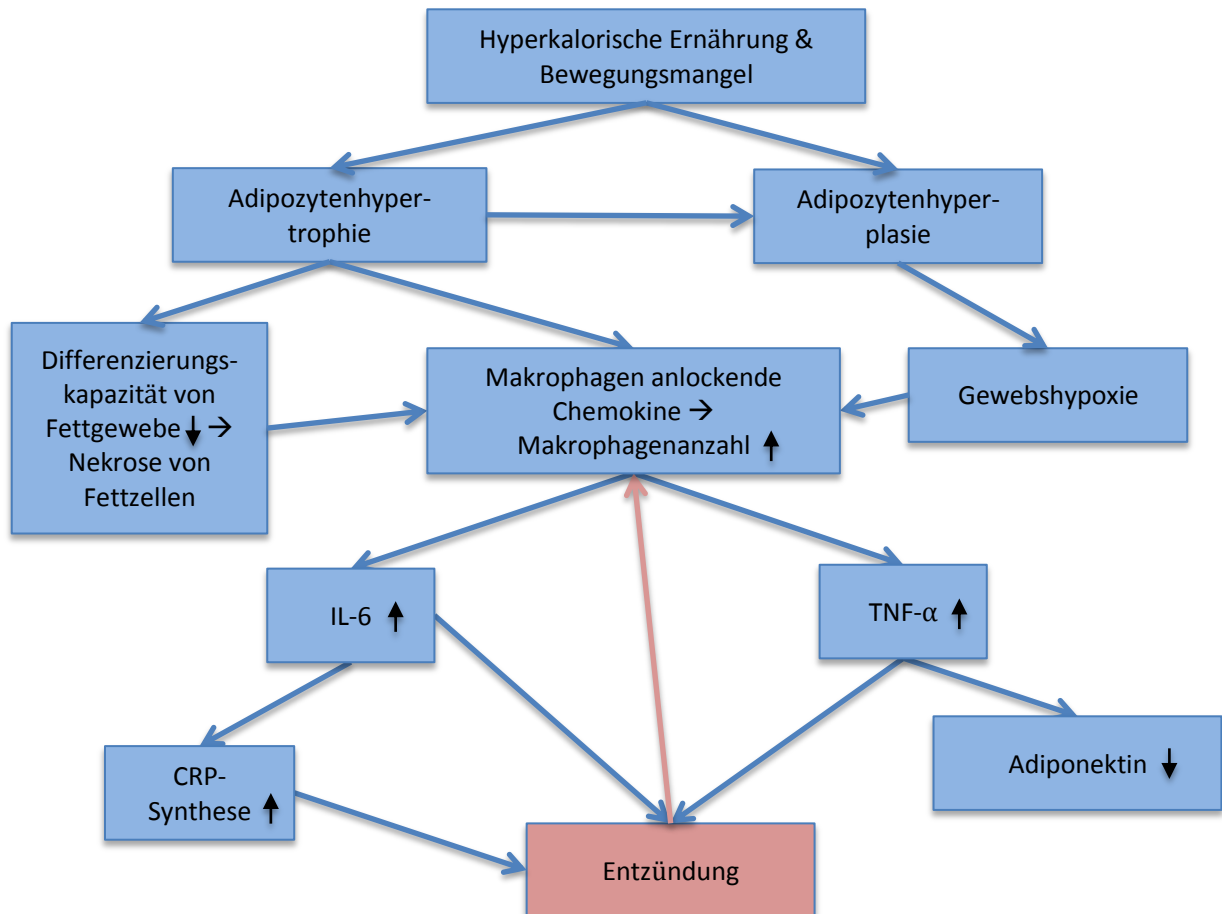 Hyperkalorische Ernährung &
Bewegungsmangel
Adipozytenhyper-
trophie
Adipozytenhyper-
plasie
Differenzierungs-
kapazität von
Fettgewebe ↓ →
Nekrose von
Fettzellen
Makrophagen anlockende
Chemokine →
Makrophagenanzahl ↑
Gewebshypoxie
IL-6 ↑
TNF-α ↑
CRP-
Synthese ↑
Adiponektin ↓
Entzündung